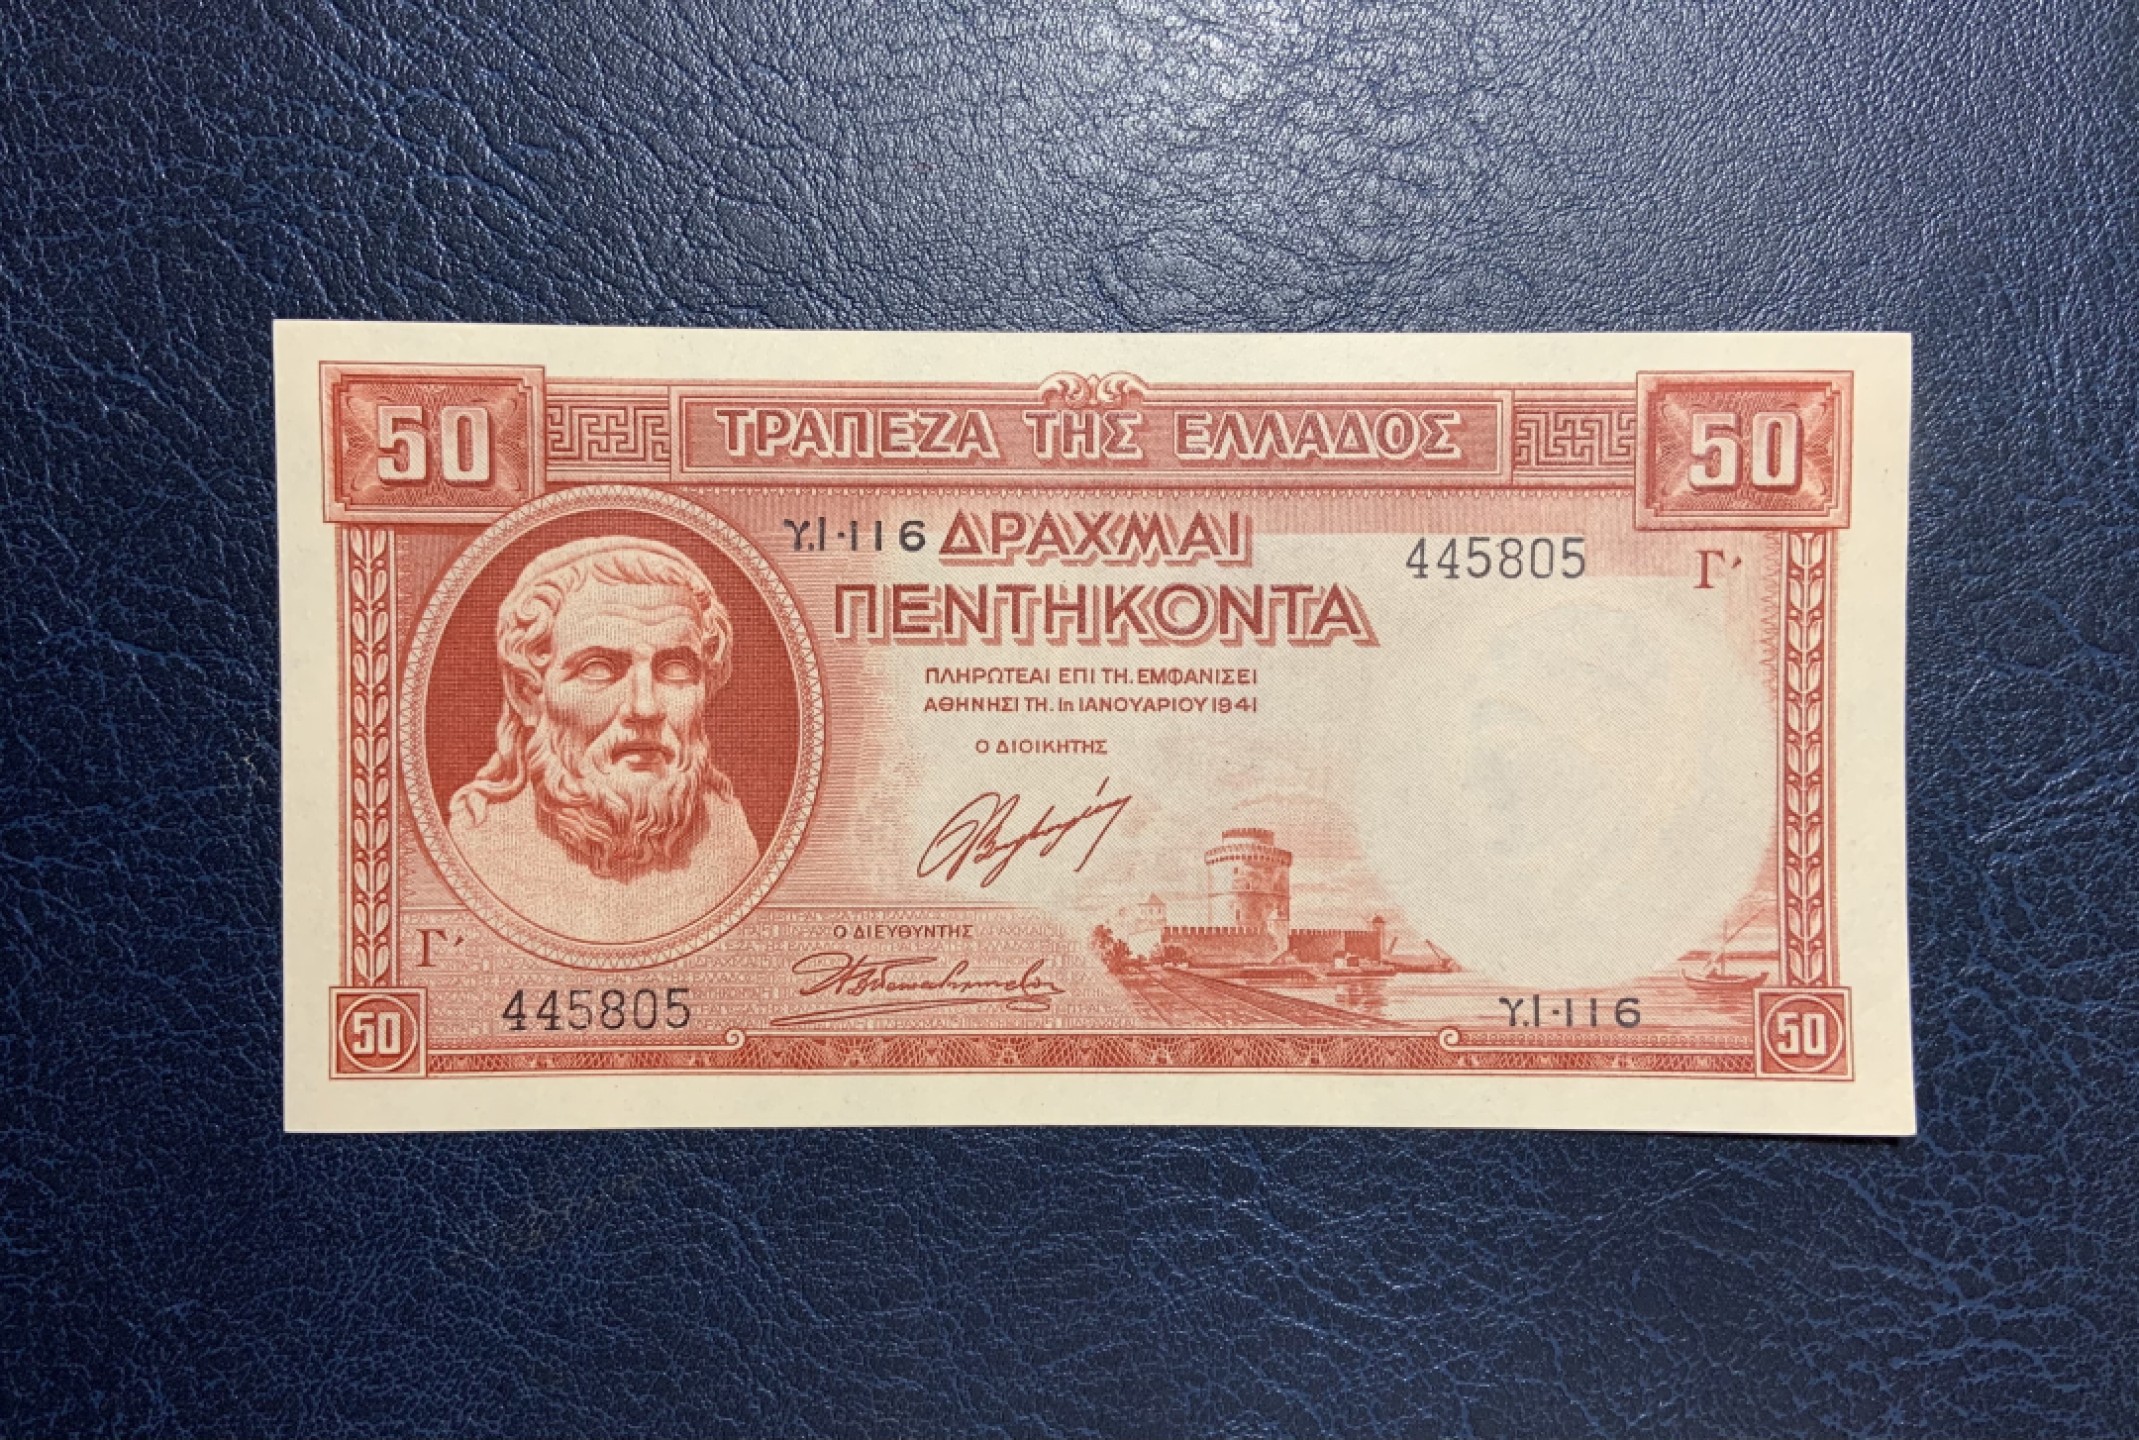 50 ΤΡΑΠΕΖΑ ΤΗΣ ΕΛΛΑΔΟΣ 50
Υ.Ι·116 ΔΡΑΧΜΑΙ 445805 Γ΄
ΠΕΝΤΗΚΟΝΤΑ
ΠΛΗΡΩΤΕΑΙ ΕΠΙ ΤΗ. ΕΜΦΑΝΙΣΕΙ
ΑΘΗΝΗΣΙ ΤΗ. 1η ΙΑΝΟΥΑΡΙΟΥ 1941
Ο ΔΙΟΙΚΗΤΗΣ
Ο ΔΙΕΥΘΥΝΤΗΣ
Γ΄
445805 Υ.Ι·116
50 50